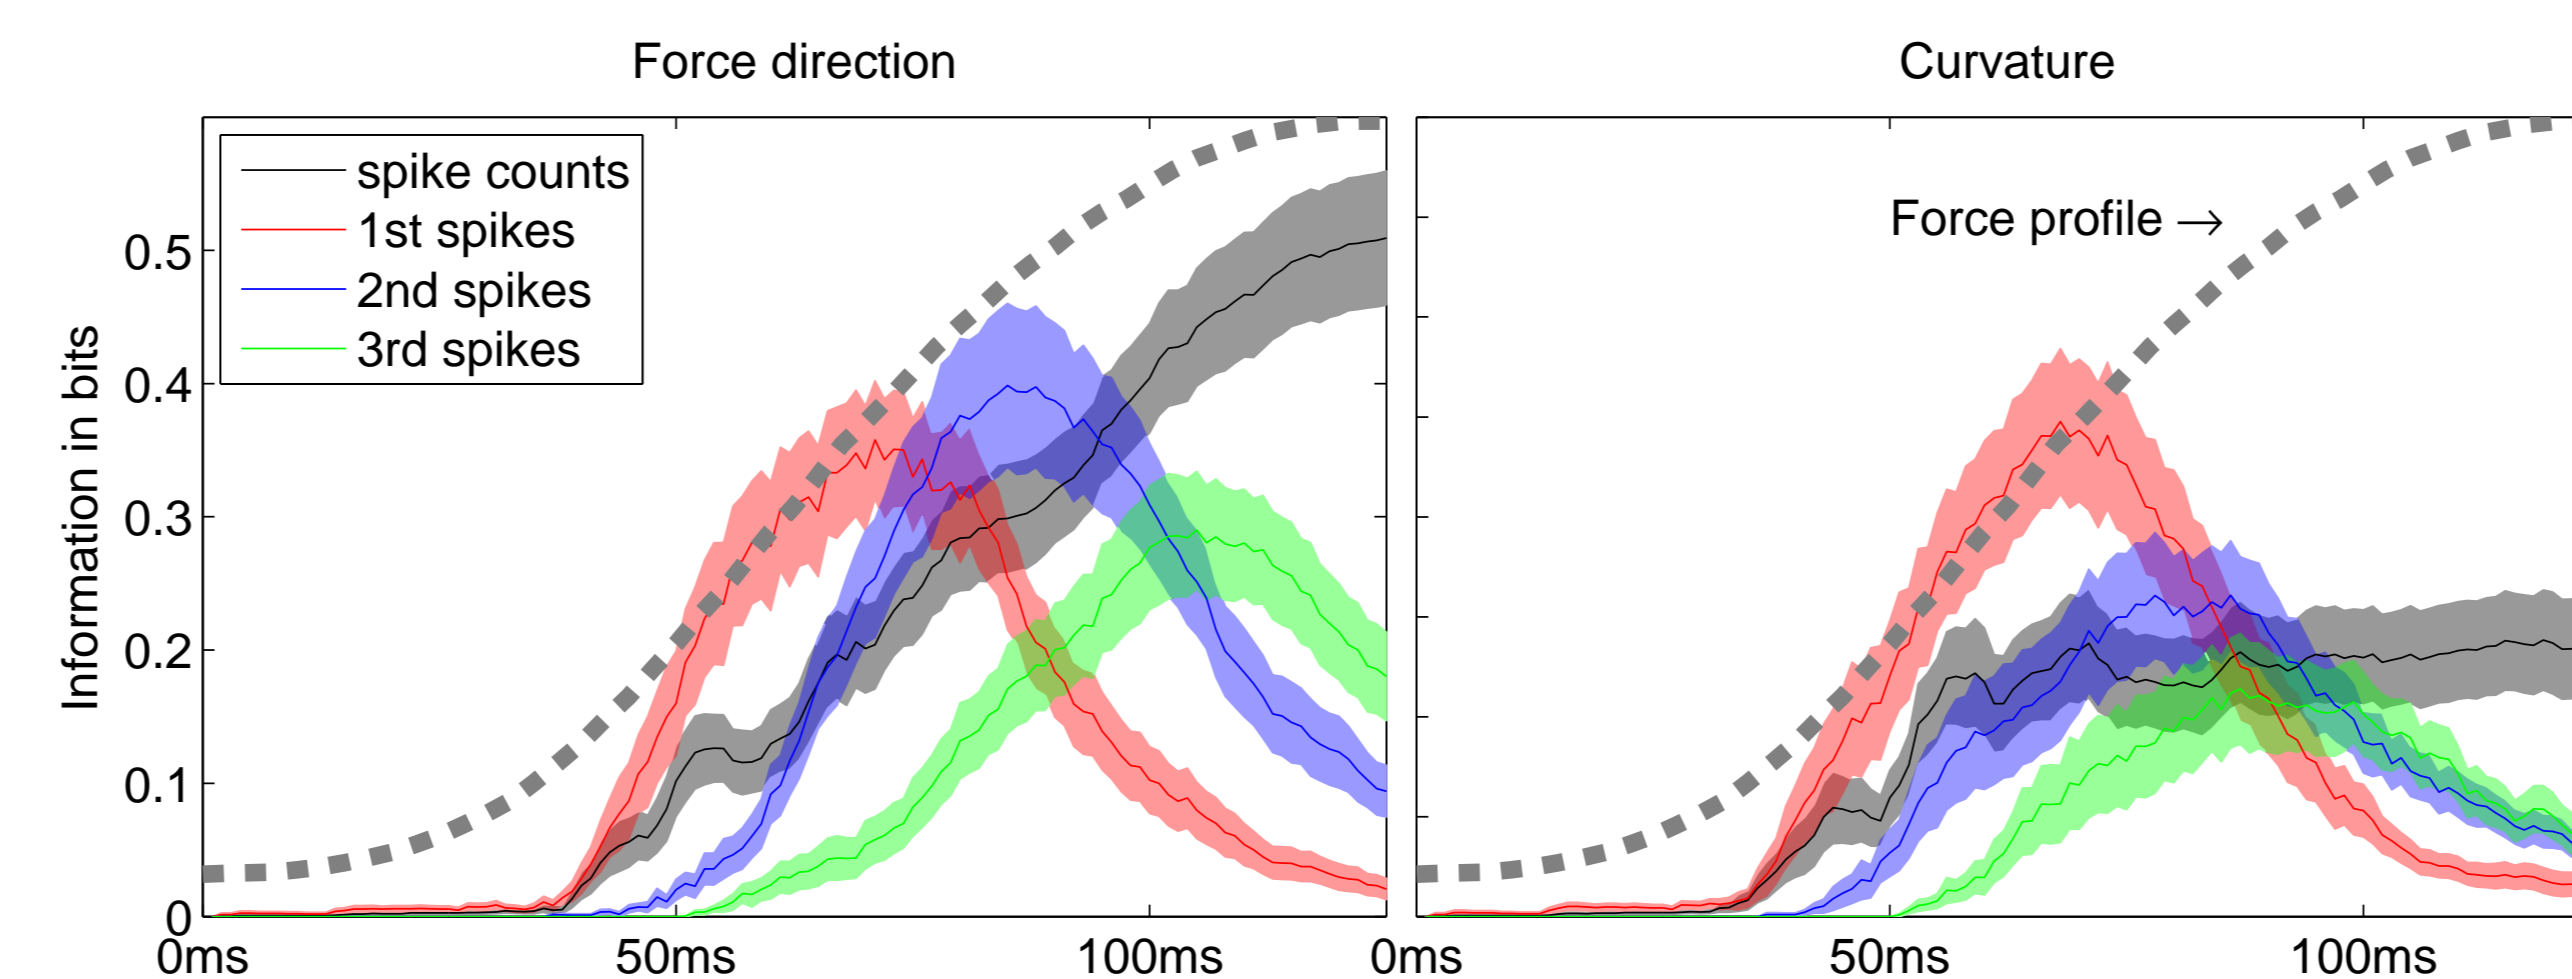 Force direction
Curvature
spike counts
1st spikes
2nd spikes
3rd spikes
Force profile →
Information in bits
0.5
0.4
0.3
0.2
0.1
0
0ms
50ms
100ms
0ms
50ms
100ms